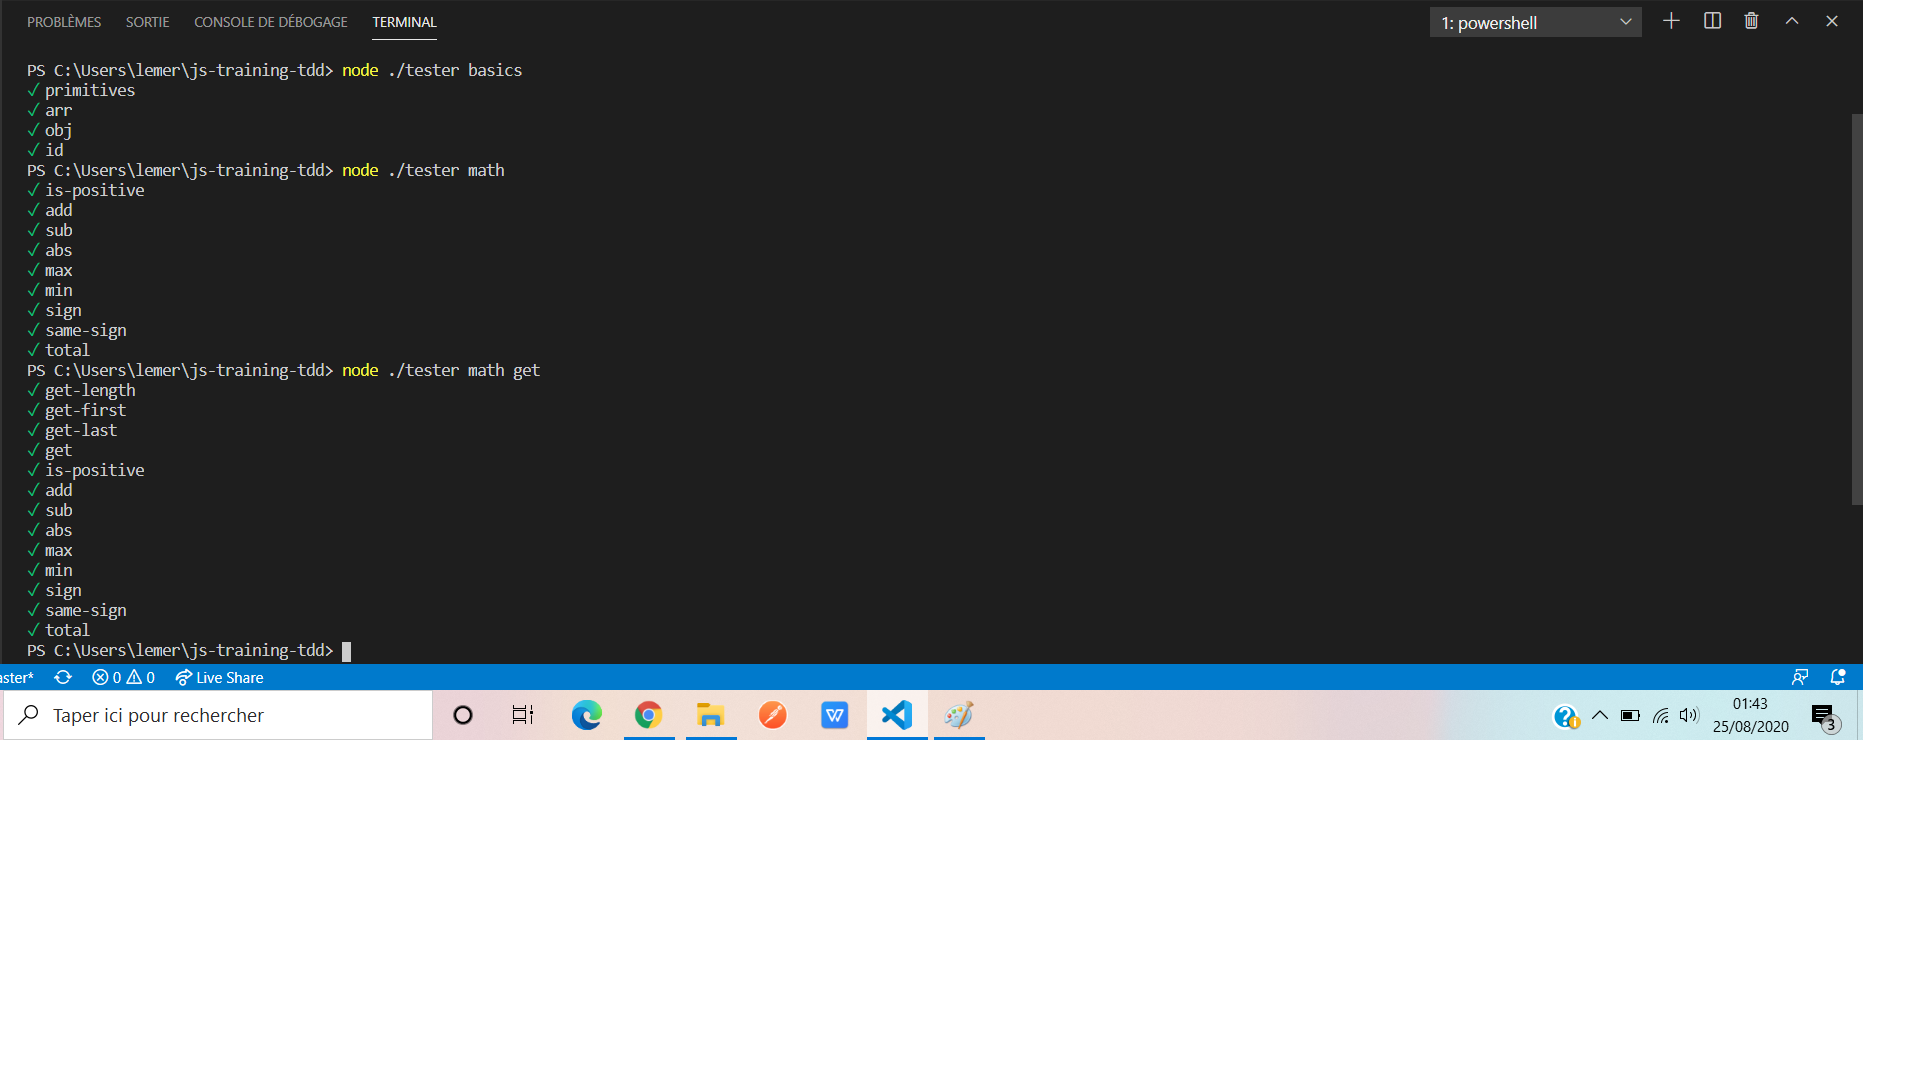 PROBLÈMES SORTIE CONSOLE DE DÉBOGAGE TERMINAL 1: powershell
PS C:\Users\lemer\js-training-tdd> node ./tester basics
✓ primitives
✓ arr
✓ obj
✓ id
PS C:\Users\lemer\js-training-tdd> node ./tester math
✓ is-positive
✓ add
✓ sub
✓ abs
✓ max
✓ min
✓ sign
✓ same-sign
✓ total
PS C:\Users\lemer\js-training-tdd> node ./tester math get
✓ get-length
✓ get-first
✓ get-last
✓ get
✓ is-positive
✓ add
✓ sub
✓ abs
✓ max
✓ min
✓ sign
✓ same-sign
✓ total
PS C:\Users\lemer\js-training-tdd>
aster* 0 0 Live Share
Taper ici pour rechercher
01:43
25/08/2020
3